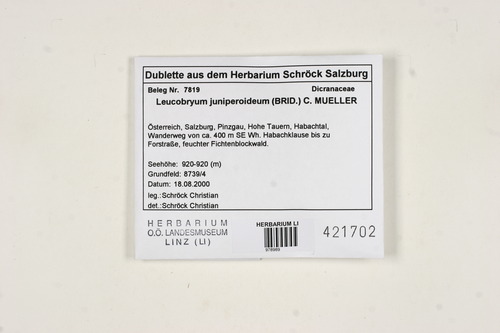 Dublette aus dem Herbarium Schröck Salzburg
Beleg Nr. 7819 Dicranaceae
Leucobryum juniperoideum (BRID.) C. MUELLER
Österreich, Salzburg, Pinzgau, Hohe Tauern, Habachtal,
Wanderweg von ca. 400 m SE Wh. Habachklause bis zu
Forstraße, feuchter Fichtenblockwald.
Seehöhe: 920-920 (m)
Grundfeld: 8739/4
Datum: 18.08.2000
leg.: Schröck Christian
det.: Schröck Christian
HERBARIUM
O.Ö. LANDESMUSEUM
LINZ (LI)
HERBARIUM LI
421702